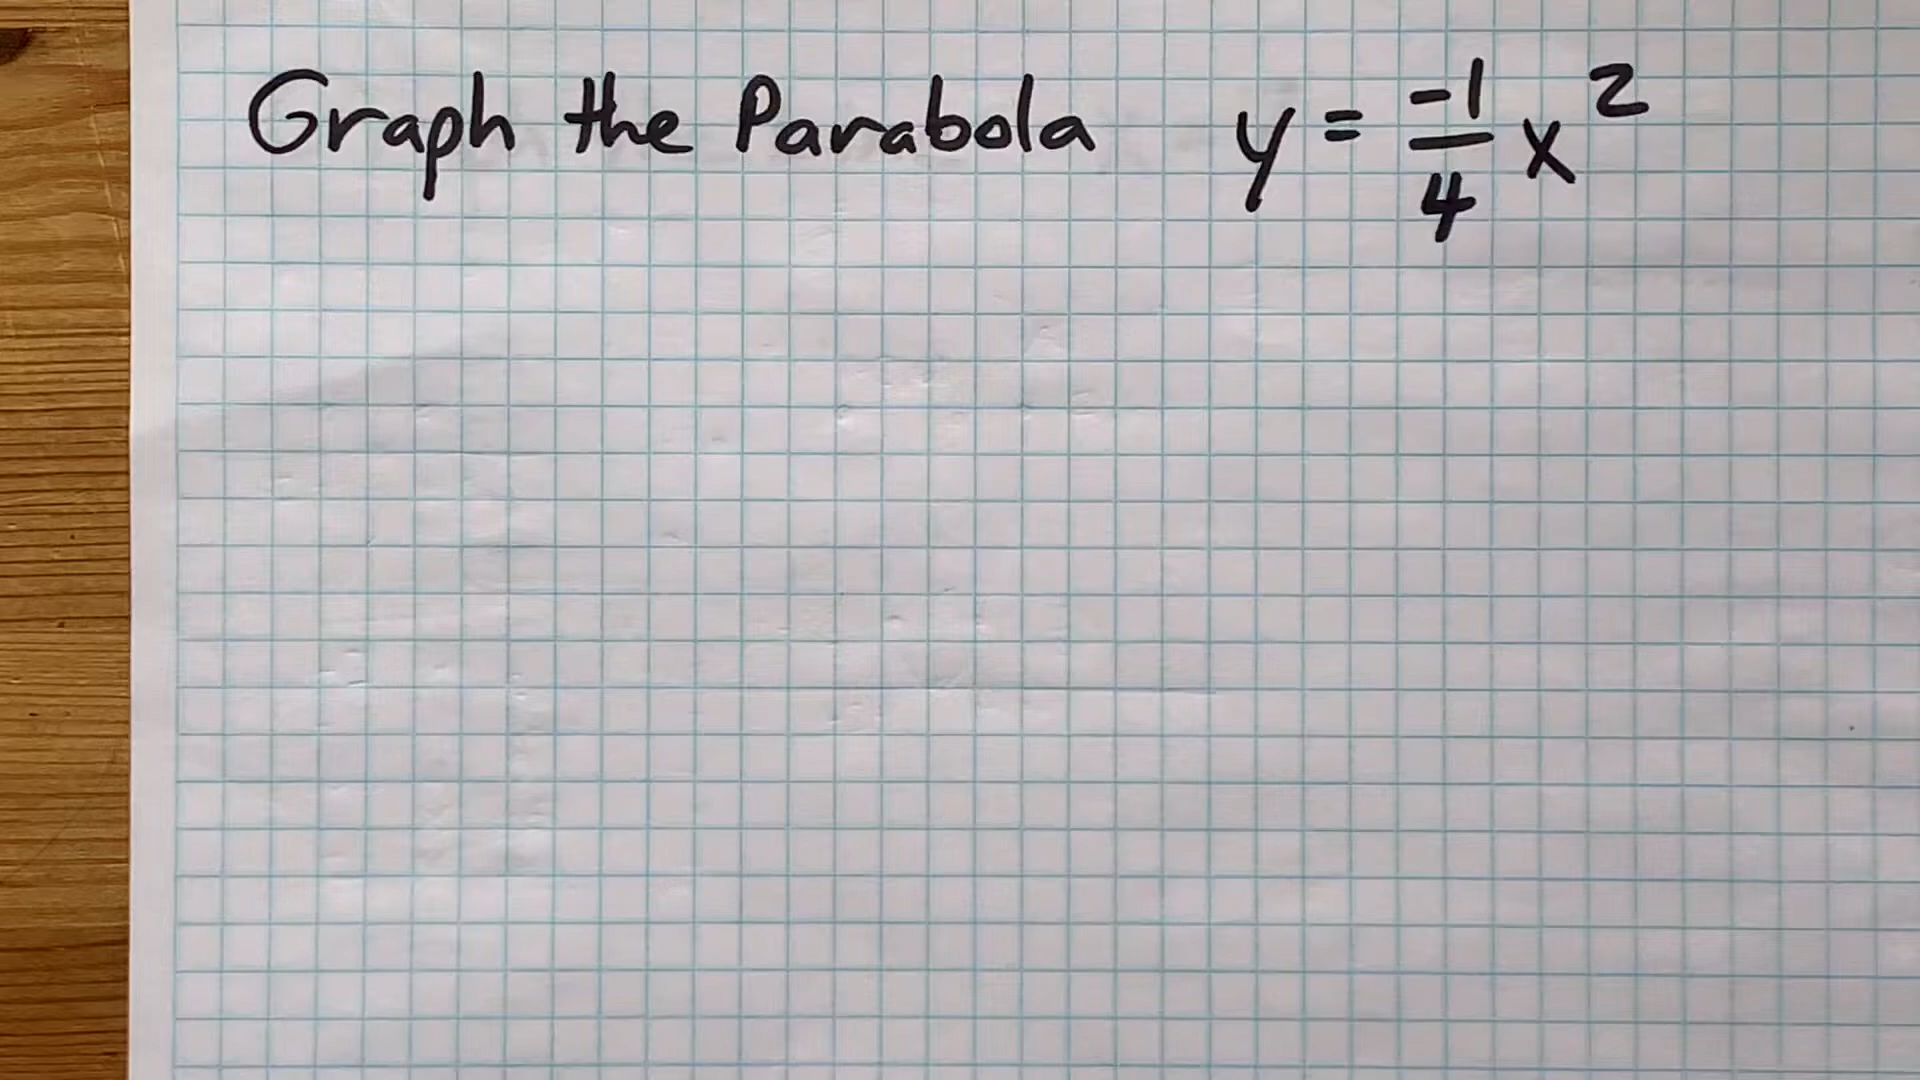 Graph the Parabola y = -1/4 x²